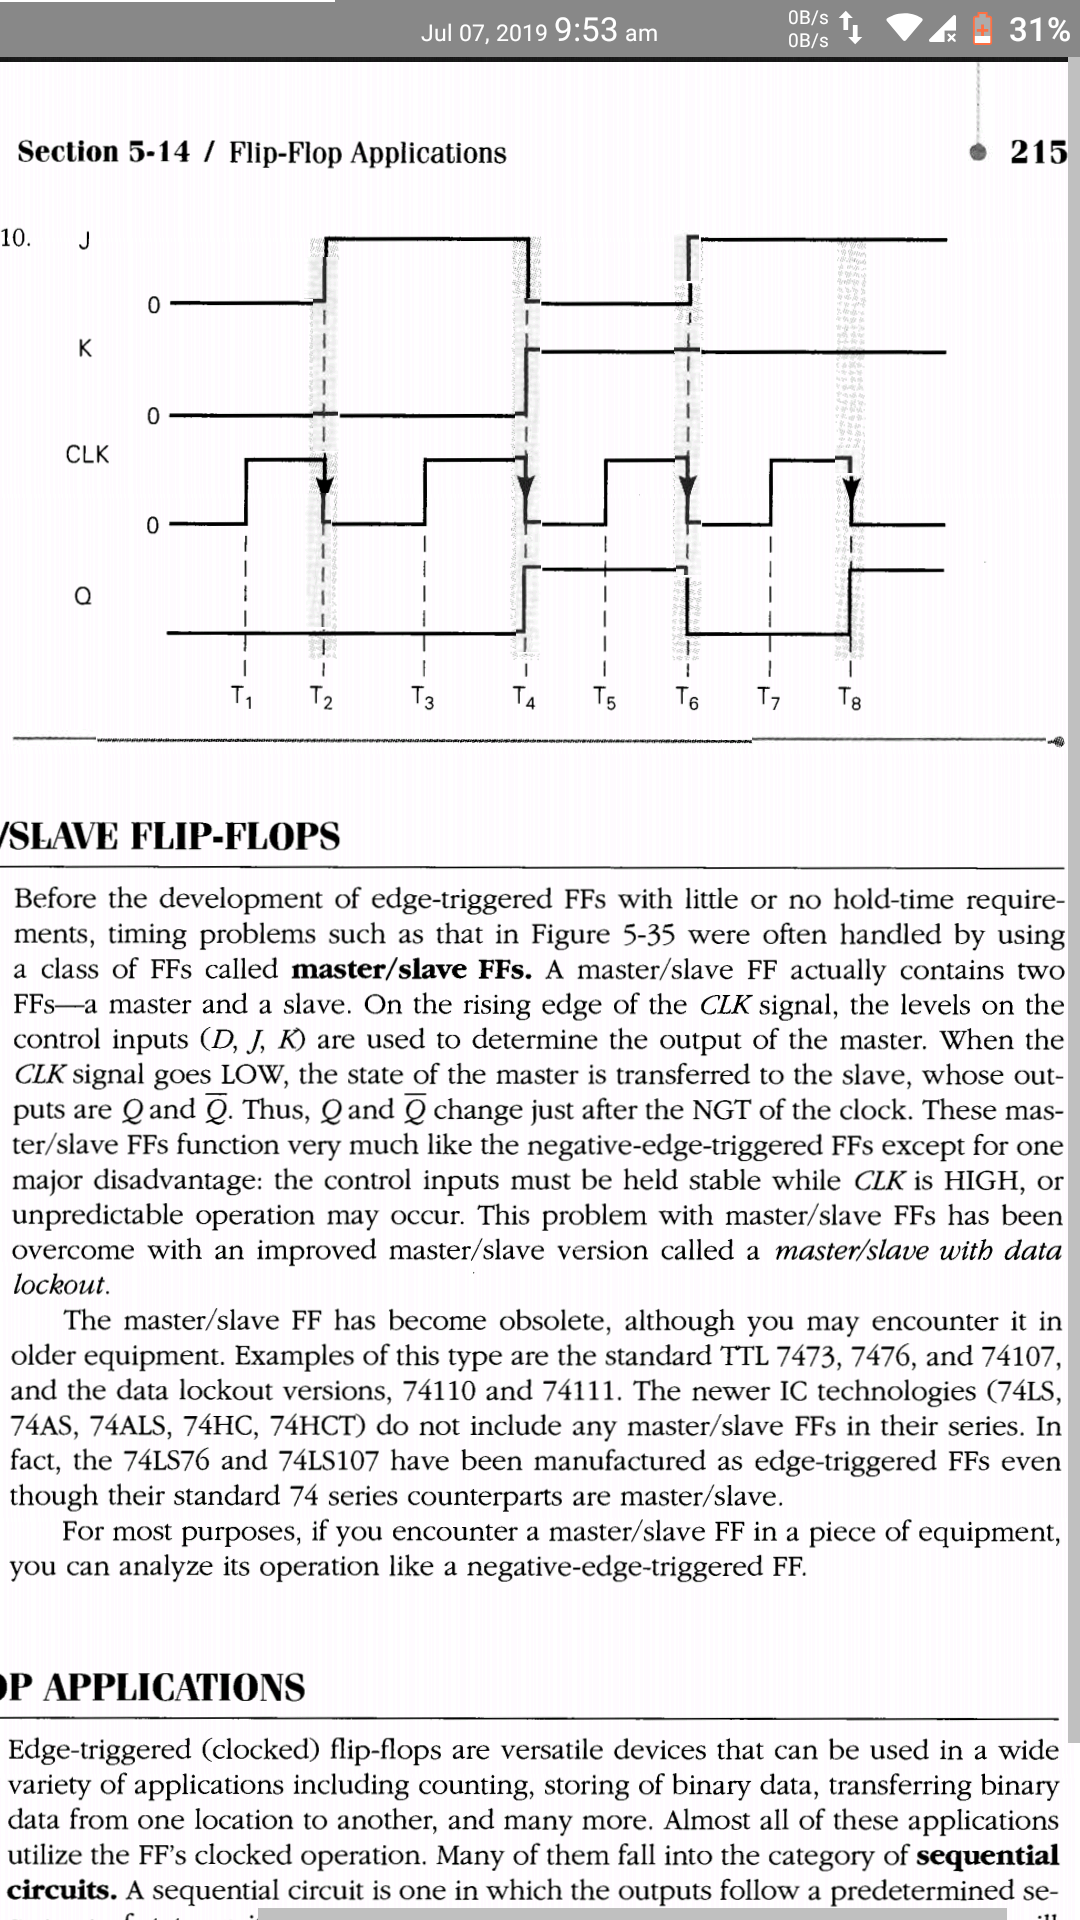 Jul 07, 2019 9:53 am
0B/s
0B/s
31%
Section 5-14 / Flip-Flop Applications
215
10.
J
0
K
0
CLK
0
Q
T1 T2 T3 T4 T5 T6 T7 T8
/SLAVE FLIP-FLOPS
Before the development of edge-triggered FFs with little or no hold-time require-
ments, timing problems such as that in Figure 5-35 were often handled by using
a class of FFs called master/slave FFs. A master/slave FF actually contains two
FFs—a master and a slave. On the rising edge of the CLK signal, the levels on the
control inputs (D, J, K) are used to determine the output of the master. When the
CLK signal goes LOW, the state of the master is transferred to the slave, whose out-
puts are Q and Q̅. Thus, Q and Q̅ change just after the NGT of the clock. These mas-
ter/slave FFs function very much like the negative-edge-triggered FFs except for one
major disadvantage: the control inputs must be held stable while CLK is HIGH, or
unpredictable operation may occur. This problem with master/slave FFs has been
overcome with an improved master/slave version called a master/slave with data
lockout.
The master/slave FF has become obsolete, although you may encounter it in
older equipment. Examples of this type are the standard TTL 7473, 7476, and 74107,
and the data lockout versions, 74110 and 74111. The newer IC technologies (74LS,
74AS, 74ALS, 74HC, 74HCT) do not include any master/slave FFs in their series. In
fact, the 74LS76 and 74LS107 have been manufactured as edge-triggered FFs even
though their standard 74 series counterparts are master/slave.
For most purposes, if you encounter a master/slave FF in a piece of equipment,
you can analyze its operation like a negative-edge-triggered FF.
OP APPLICATIONS
Edge-triggered (clocked) flip-flops are versatile devices that can be used in a wide
variety of applications including counting, storing of binary data, transferring binary
data from one location to another, and many more. Almost all of these applications
utilize the FF's clocked operation. Many of them fall into the category of sequential
circuits. A sequential circuit is one in which the outputs follow a predetermined se-